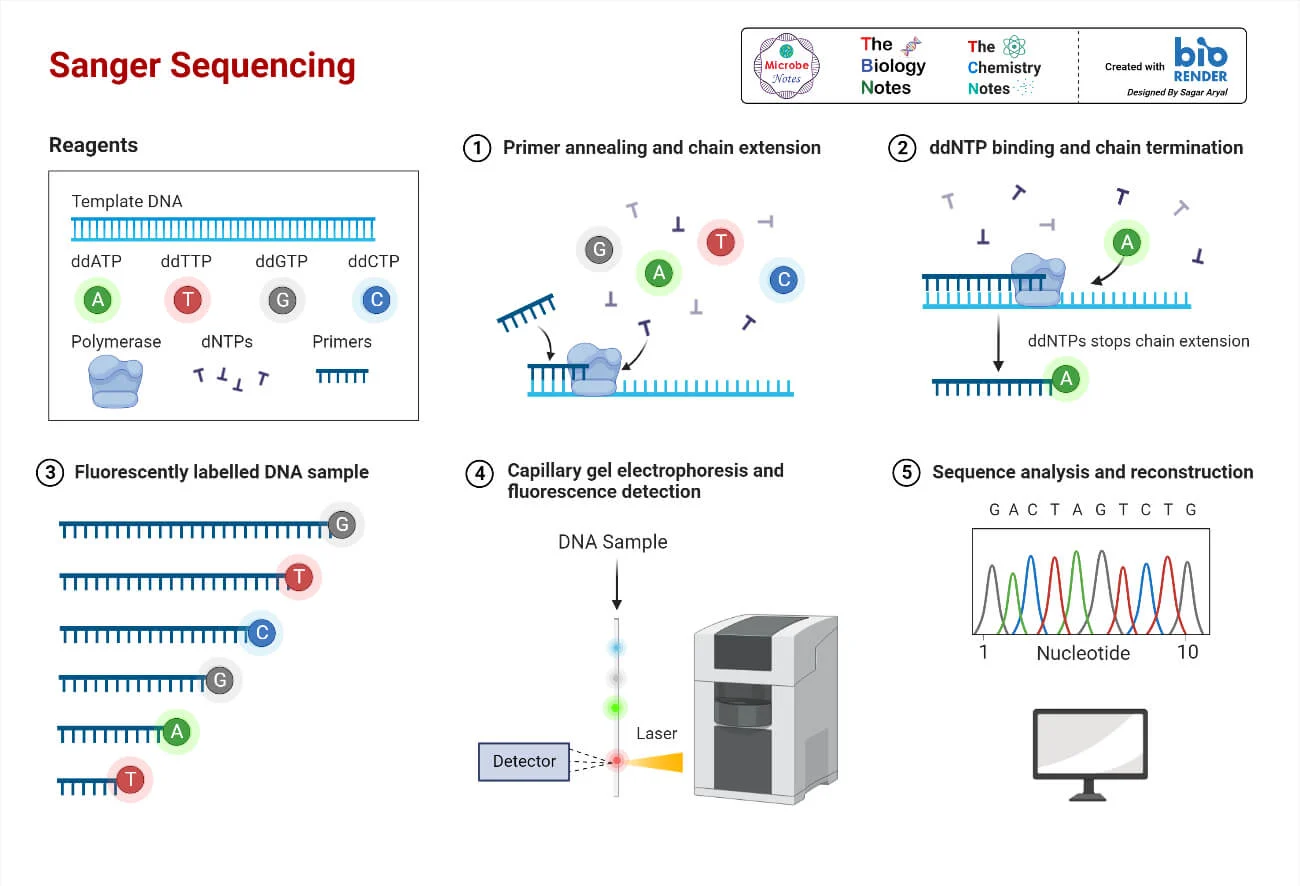 Sanger Sequencing
Microbe
Notes
The
Biology
Notes
The
Chemistry
Notes
Created with
bio
RENDER
Designed By Sagar Aryal
Reagents
Template DNA
ddATP ddTTP ddGTP ddCTP
A T G C
Polymerase dNTPs Primers
1 Primer annealing and chain extension
G A T C
2 ddNTP binding and chain termination
A
ddNTPs stops chain extension
A
3 Fluorescently labelled DNA sample
G
T
C
G
A
T
4 Capillary gel electrophoresis and
fluorescence detection
DNA Sample
Laser
Detector
5 Sequence analysis and reconstruction
G A C T A G T C T G
1 Nucleotide 10